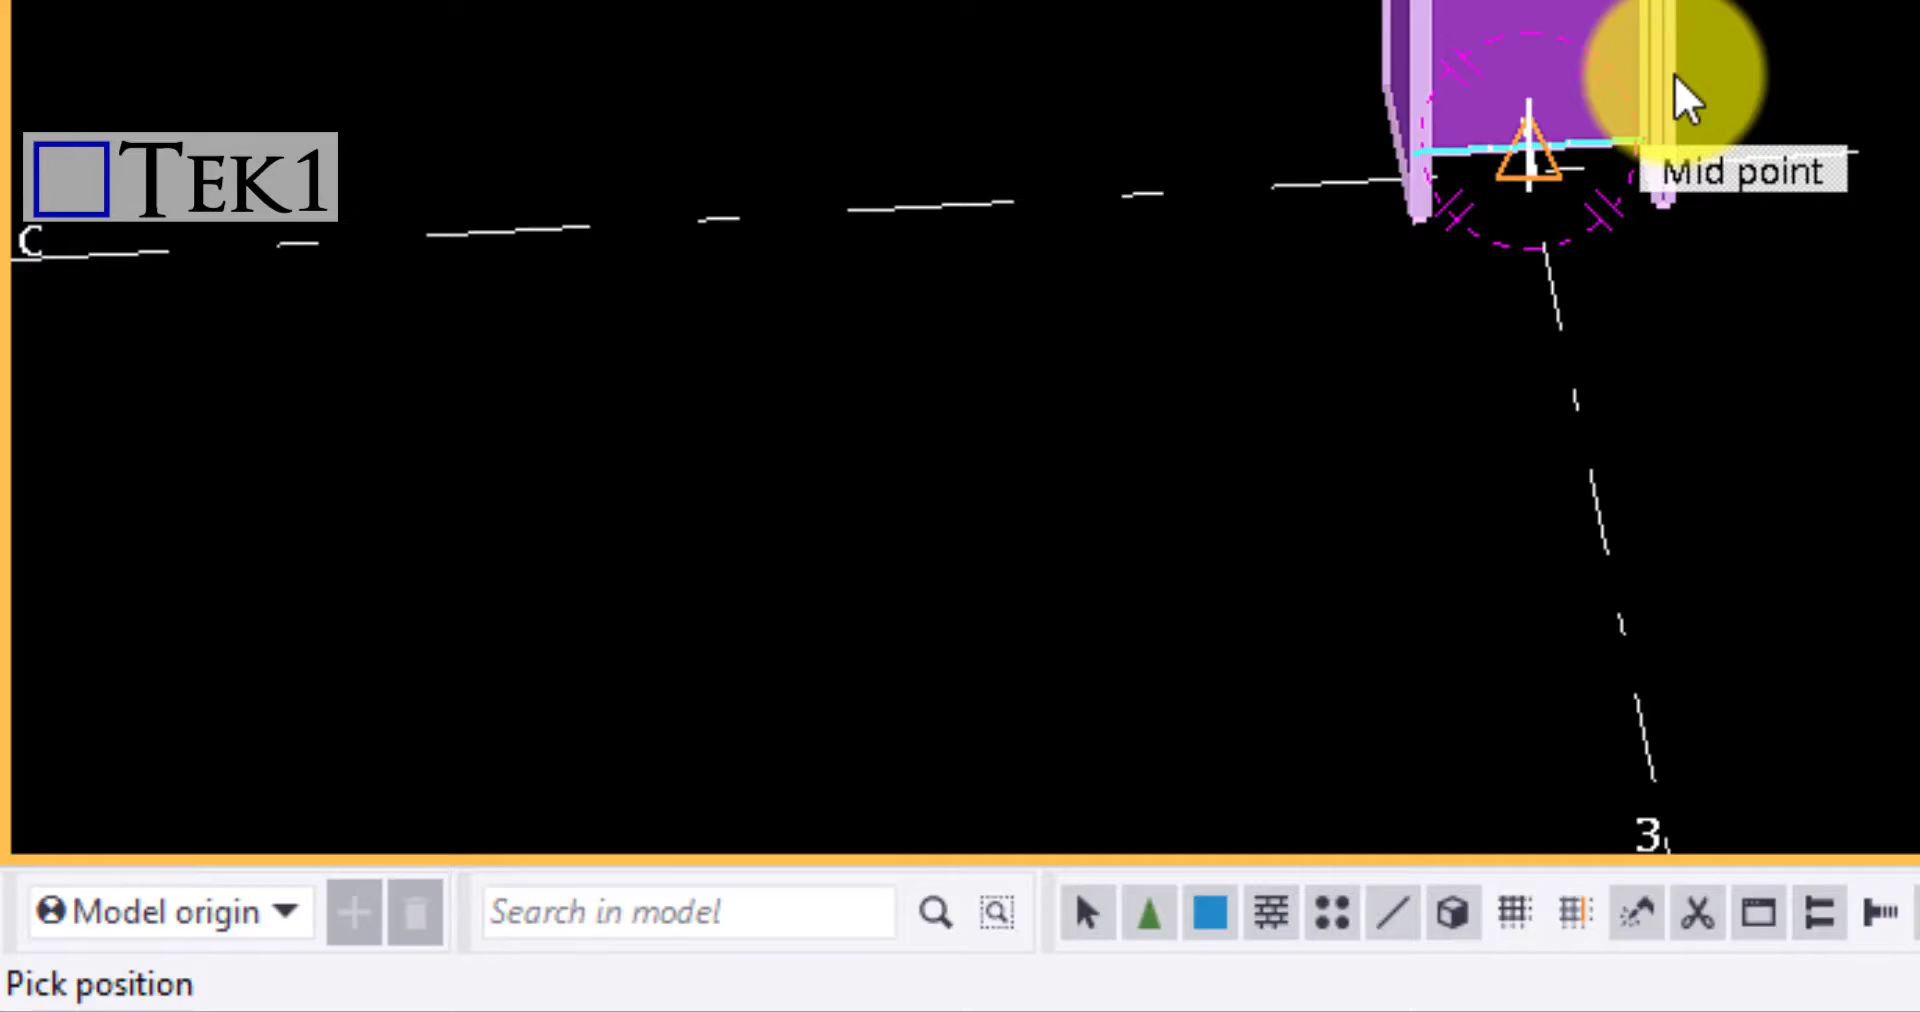 TEK1
C
Mid point
3
Model origin
Search in model
Pick position